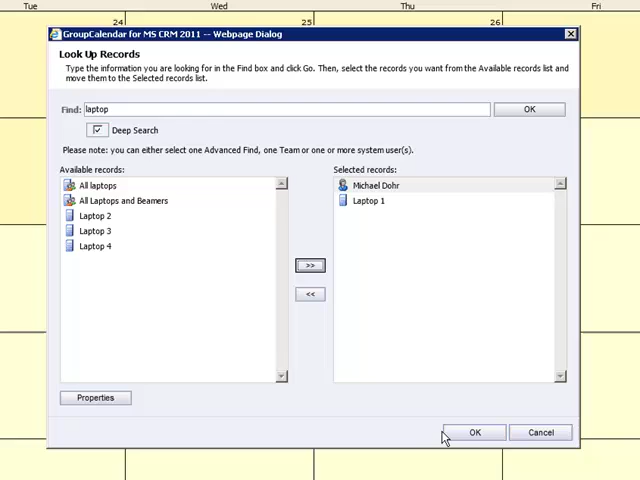 Tue Wed Thu Fri
24 25 26
GroupCalendar for MS CRM 2011 -- Webpage Dialog
Look Up Records
Type the information you are looking for in the Find box and click Go. Then, select the records you want from the Available records list and
move them to the Selected records list.
Find: laptop OK
Deep Search
Please note: you can either select one Advanced Find, one Team or one or more system user(s).
Available records: Selected records:
All laptops Michael Dohr
All Laptops and Beamers Laptop 1
Laptop 2
Laptop 3
Laptop 4
>>
<<
Properties
OK Cancel